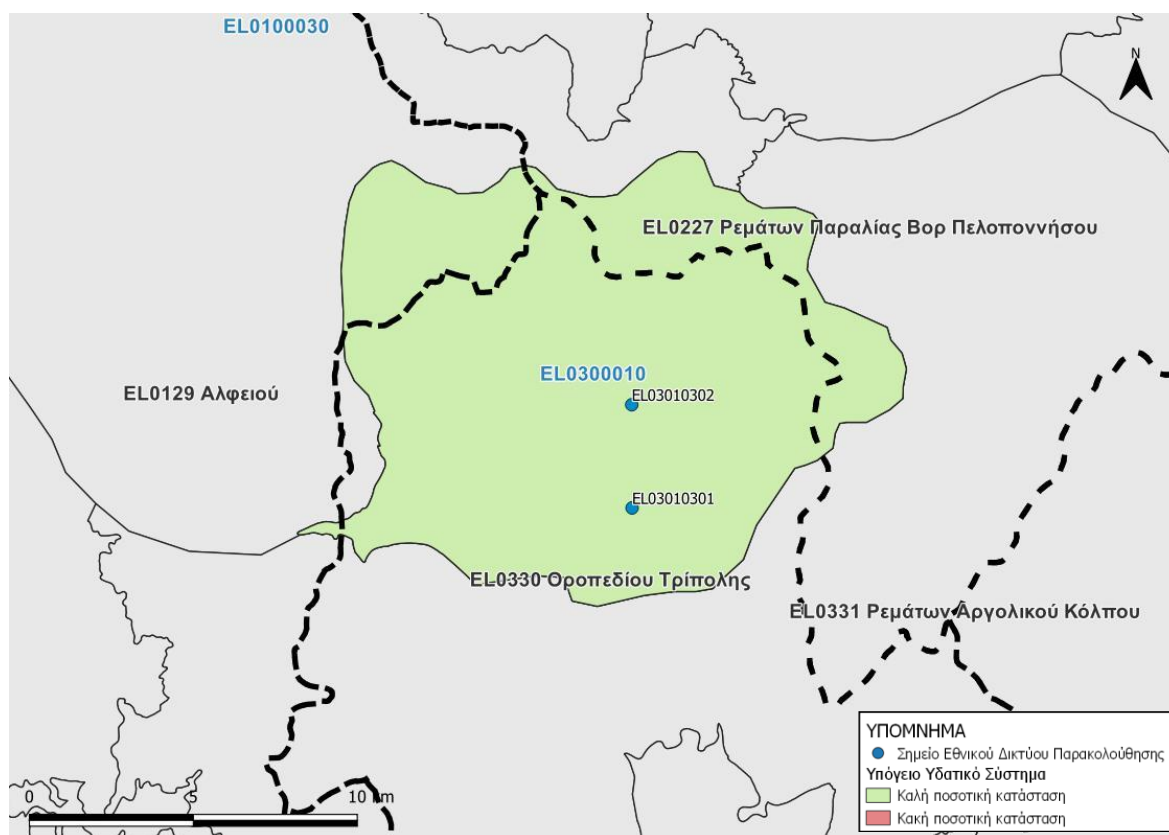 EL0100030
N
EL0227 Ρεμάτων Παραλίας Βορ Πελοποννήσου
EL0129 Αλφειού
EL0300010
EL03010302
EL03010301
EL0330 Οροπεδίου Τρίπολης
EL0331 Ρεμάτων Αργολικού Κόλπου
ΥΠΟΜΝΗΜΑ
Σημείο Εθνικού Δικτύου Παρακολούθησης
Υπόγειο Υδατικό Σύστημα
Καλή ποσοτική κατάσταση
Κακή ποσοτική κατάσταση
0 5 10 km